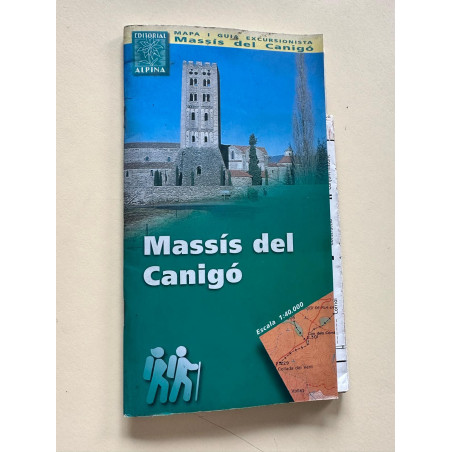 EDITORIAL
ALPINA
MAPA I GUIA EXCURSIONISTA
Massís del Canigó
Massís del
Canigó
Escala 1:40.000